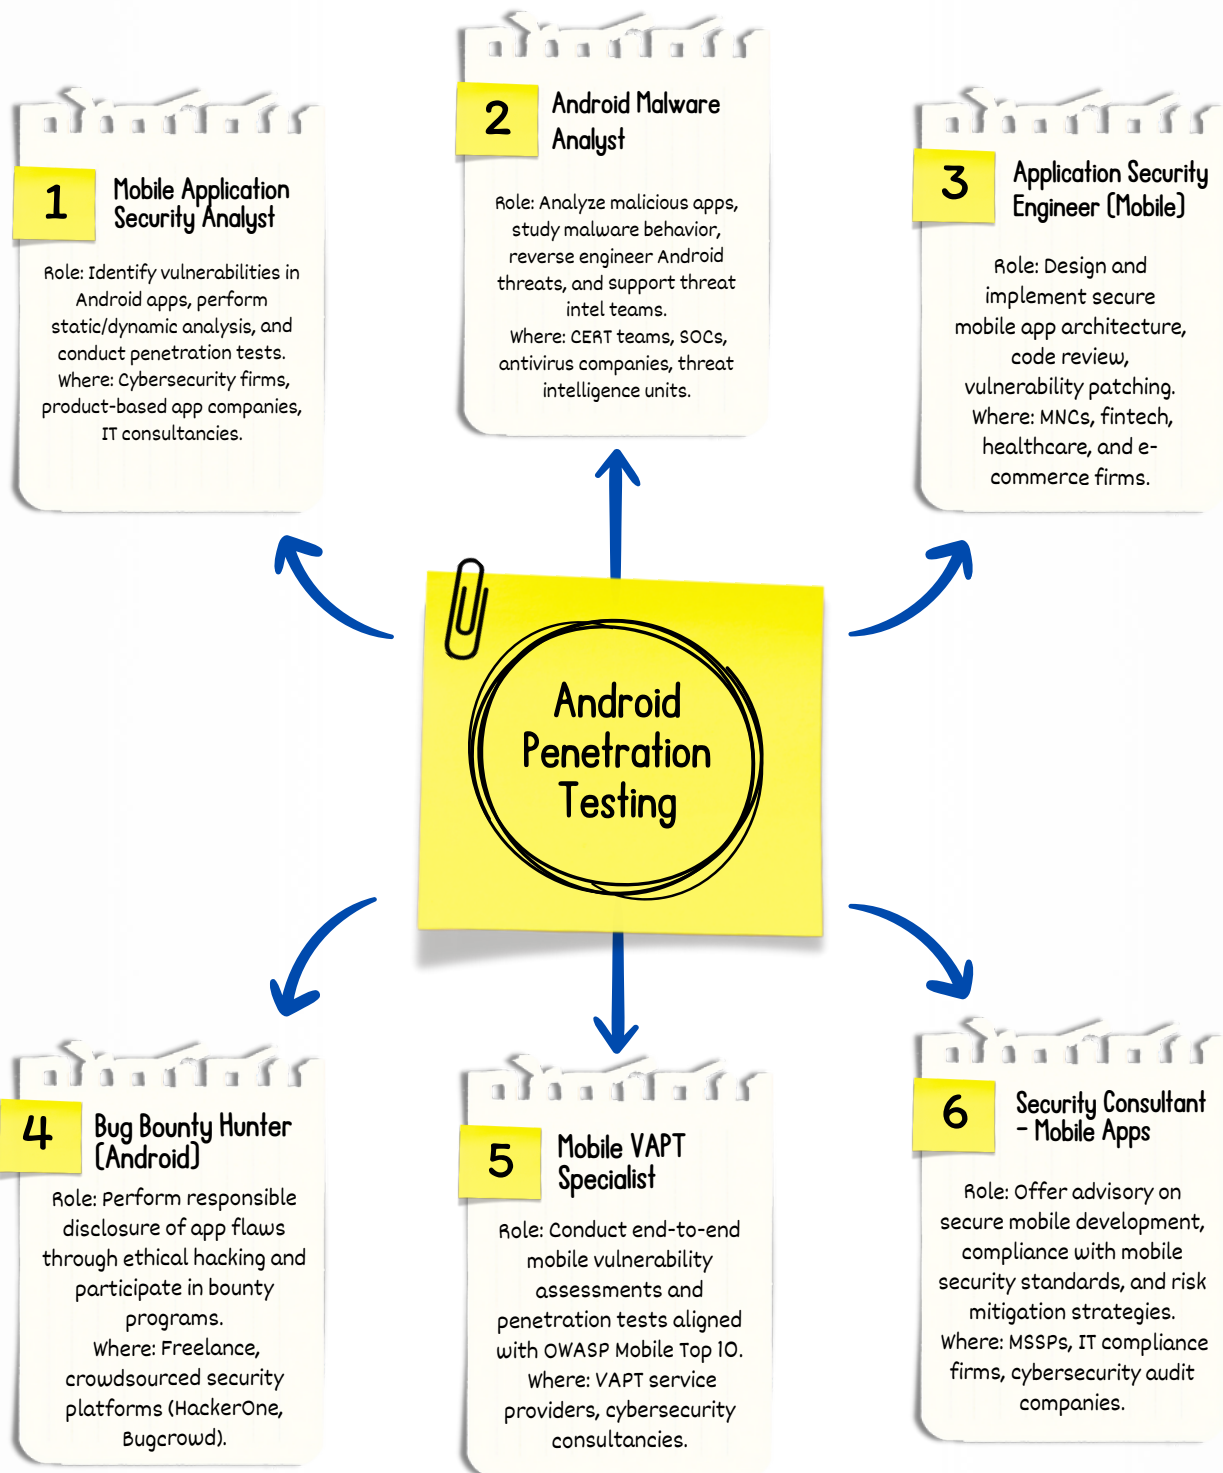 1
Mobile Application
Security Analyst
Role: Identify vulnerabilities in
Android apps, perform
static/dynamic analysis, and
conduct penetration tests.
Where: Cybersecurity firms,
product-based app companies,
IT consultancies.
2
Android Malware
Analyst
Role: Analyze malicious apps,
study malware behavior,
reverse engineer Android
threats, and support threat
intel teams.
Where: CERT teams, SOCs,
antivirus companies, threat
intelligence units.
3
Application Security
Engineer (Mobile)
Role: Design and
implement secure
mobile app architecture,
code review,
vulnerability patching.
Where: MNCs, fintech,
healthcare, and e-
commerce firms.
Android
Penetration
Testing
4
Bug Bounty Hunter
(Android)
Role: Perform responsible
disclosure of app flaws
through ethical hacking and
participate in bounty
programs.
Where: Freelance,
crowdsourced security
platforms (HackerOne,
Bugcrowd).
5
Mobile VAPT
Specialist
Role: Conduct end-to-end
mobile vulnerability
assessments and
penetration tests aligned
with OWASP Mobile Top 10.
Where: VAPT service
providers, cybersecurity
consultancies.
6
Security Consultant
– Mobile Apps
Role: Offer advisory on
secure mobile development,
compliance with mobile
security standards, and risk
mitigation strategies.
Where: MSSPs, IT compliance
firms, cybersecurity audit
companies.